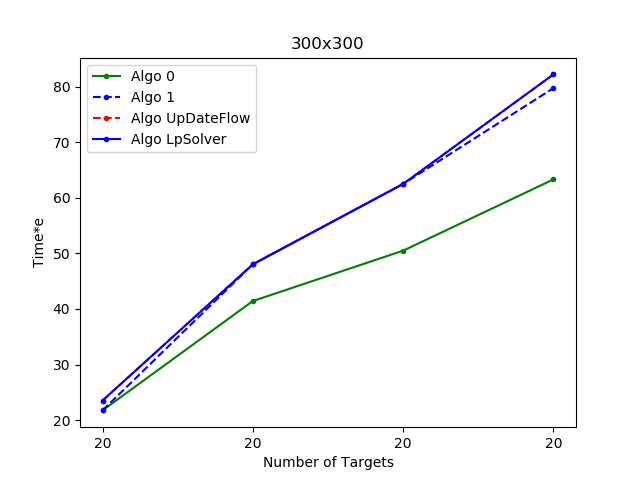 300x300
Algo 0
Algo 1
Algo UpDateFlow
Algo LpSolver
80
70
60
50
40
30
20
Time*e
20 20 20 20
Number of Targets